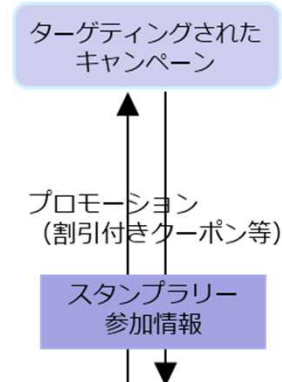 ターゲティングされた
キャンペーン
プロモーション
（割引付きクーポン等）
スタンプラリー
参加情報